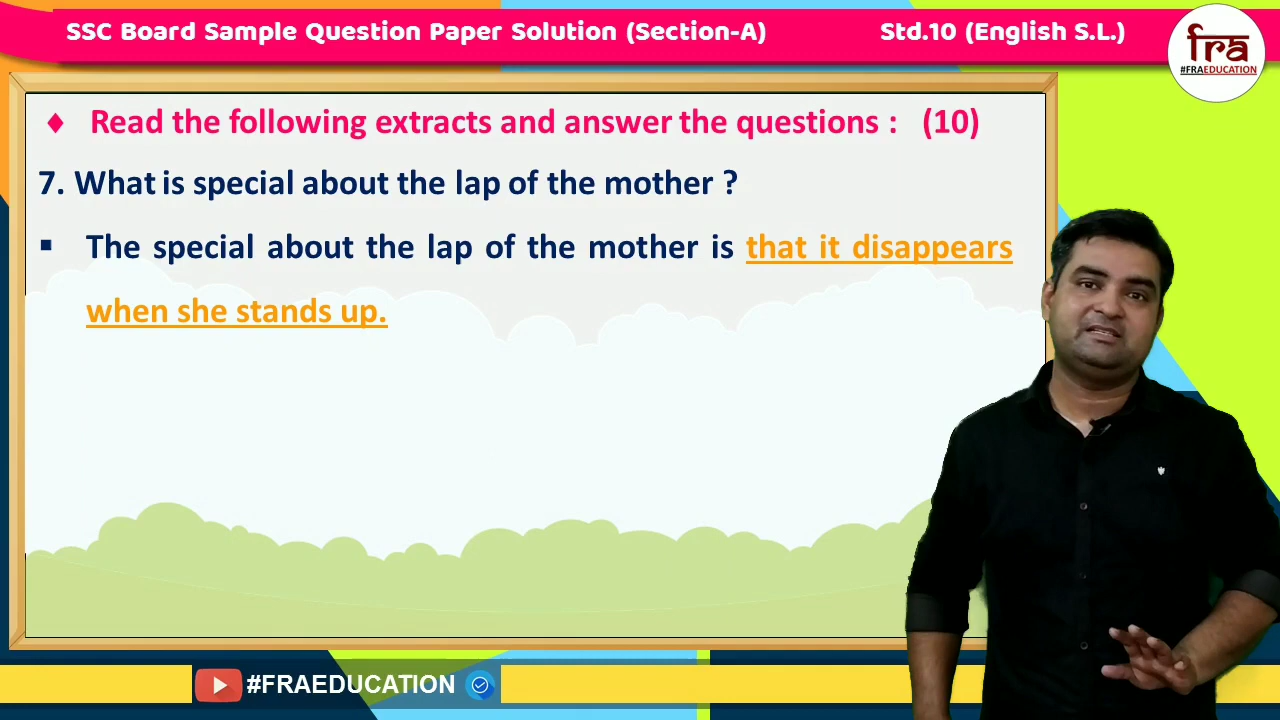 SSC Board Sample Question Paper Solution (Section-A) Std.10 (English S.L.)
fra
#FRAEDUCATION
♦ Read the following extracts and answer the questions : (10)
7. What is special about the lap of the mother ?
▪ The special about the lap of the mother is that it disappears
when she stands up.
#FRAEDUCATION